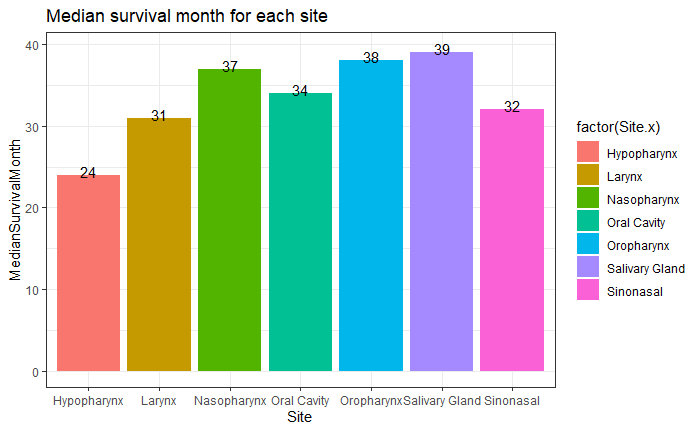 Median survival month for each site
MedianSurvivalMonth
40
30
20
10
0
24
31
37
34
38
39
32
Hypopharynx
Larynx
Nasopharynx
Oral Cavity
Oropharynx
Salivary Gland
Sinonasal
Site
factor(Site.x)
Hypopharynx
Larynx
Nasopharynx
Oral Cavity
Oropharynx
Salivary Gland
Sinonasal